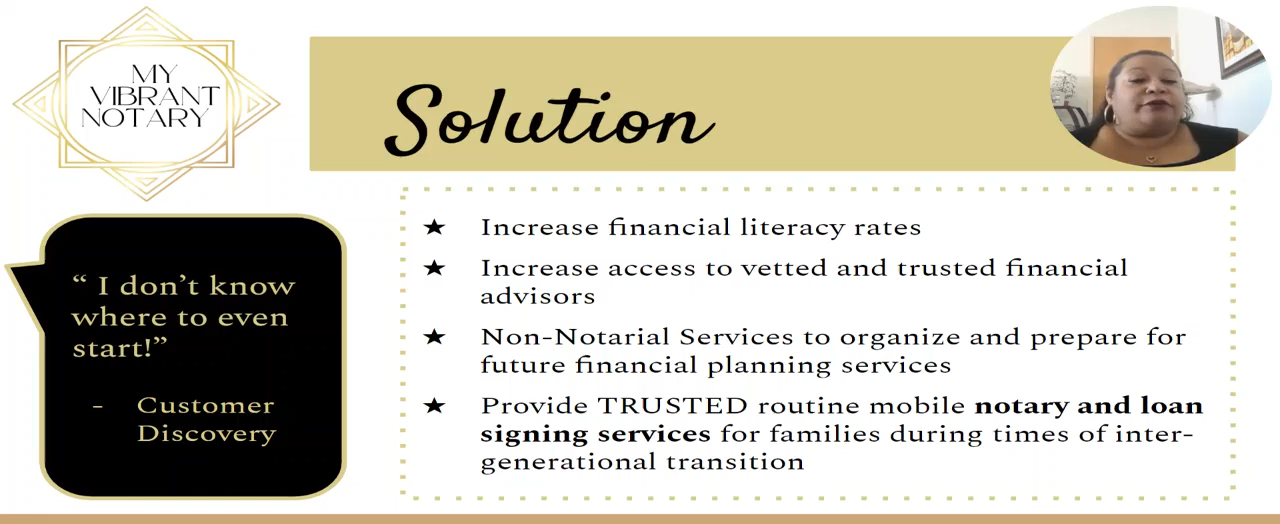 MY
VIBRANT
NOTARY
Solution
“ I don’t know
where to even
start!”
- Customer
Discovery
★ Increase financial literacy rates
★ Increase access to vetted and trusted financial
advisors
★ Non-Notarial Services to organize and prepare for
future financial planning services
★ Provide TRUSTED routine mobile notary and loan
signing services for families during times of inter-
generational transition